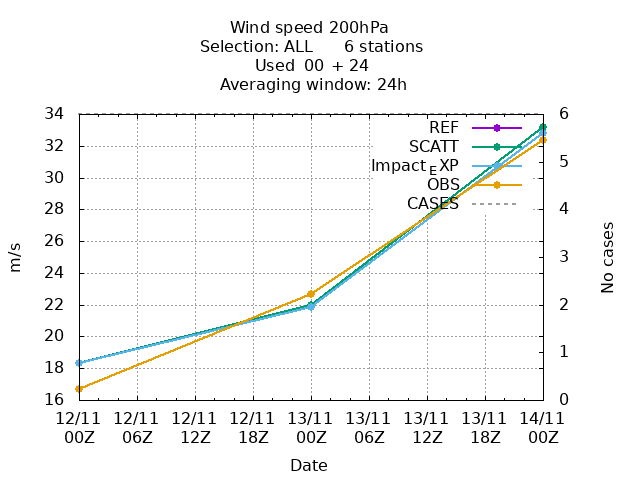 Wind speed 200hPa
Selection: ALL 6 stations
Used 00 + 24
Averaging window: 24h
34
32
30
28
26
24
22
20
18
16
m/s
6
5
4
3
2
1
0
No cases
REF
SCATT
Impact_EXP
OBS
CASES
12/11 12/11 12/11 12/11 13/11 13/11 13/11 13/11 14/11
00Z 06Z 12Z 18Z 00Z 06Z 12Z 18Z 00Z
Date